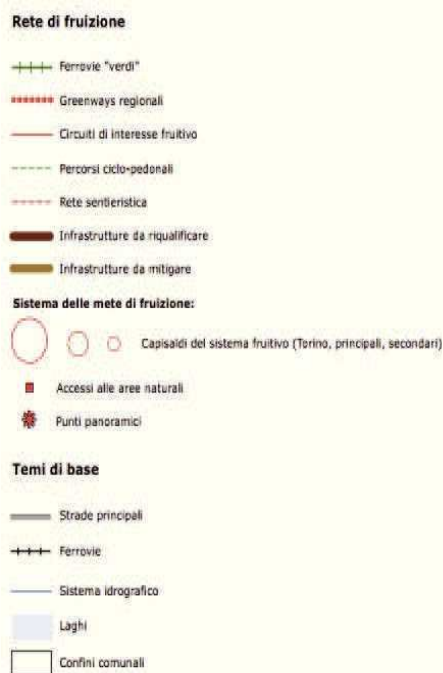 Rete di fruizione
Ferrovie "verdi"
Greenways regionali
Circuiti di interesse fruitivo
Percorsi ciclo-pedonali
Rete sentieristica
Infrastrutture da riqualificare
Infrastrutture da mitigare
Sistema delle mete di fruizione:
Capisaldi del sistema fruitivo (Torino, principali, secondari)
Accessi alle aree naturali
Punti panoramici
Temi di base
Strade principali
Ferrovie
Sistema idrografico
Laghi
Confini comunali